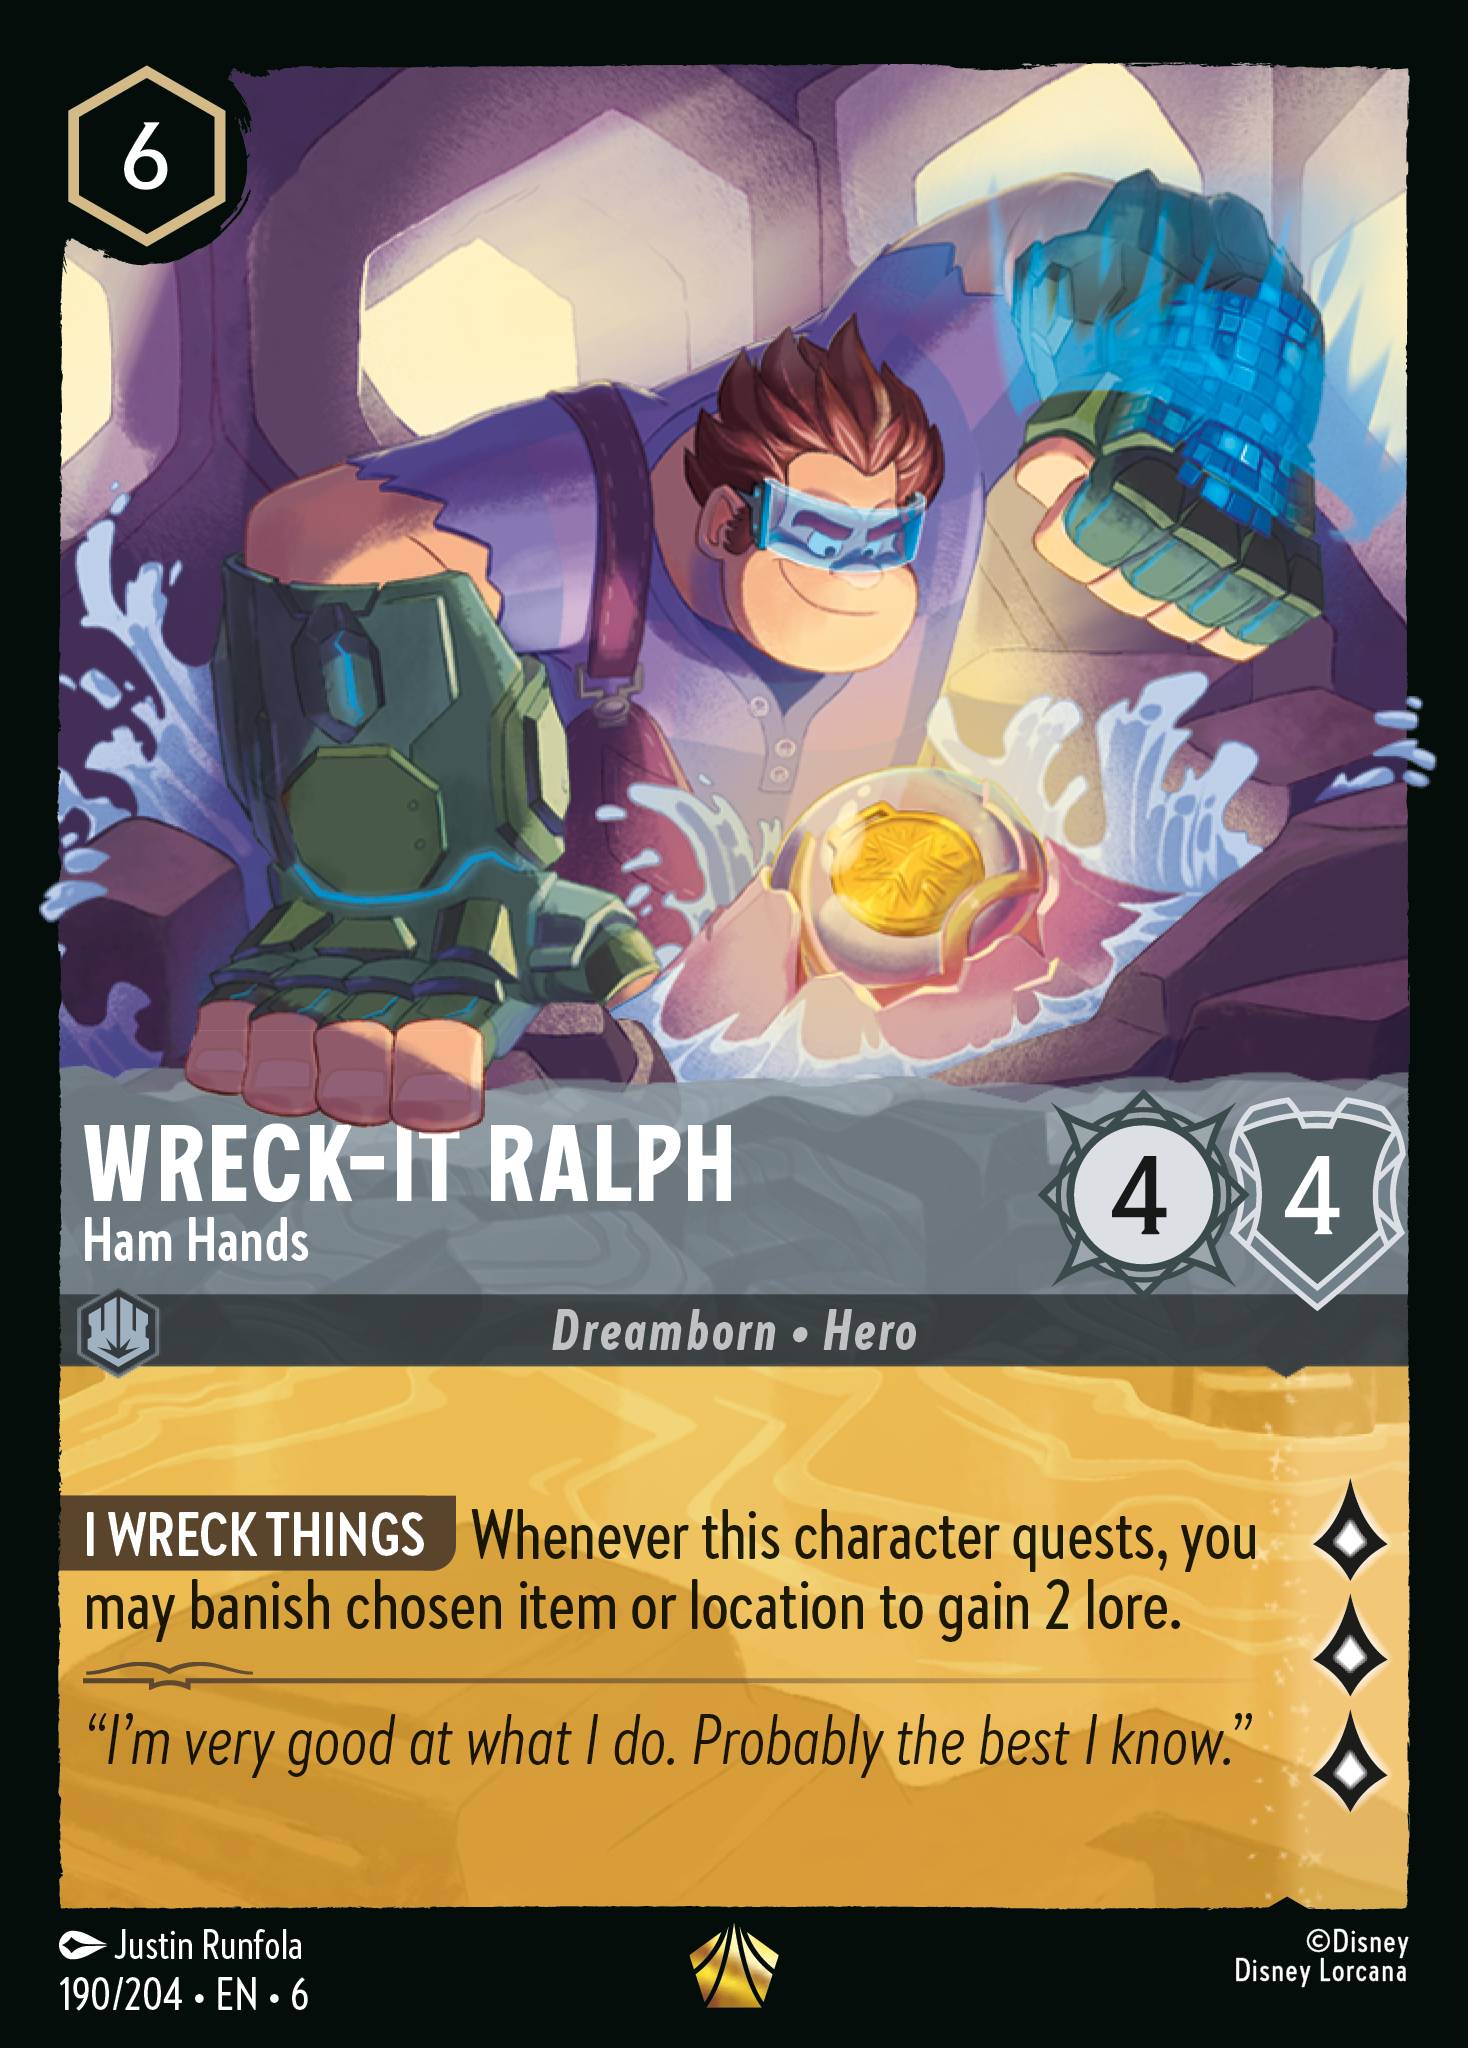 6
WRECK-IT RALPH
Ham Hands
4
4
Dreamborn • Hero
I WRECK THINGS Whenever this character quests, you
may banish chosen item or location to gain 2 lore.
“I’m very good at what I do. Probably the best I know.”
Justin Runfola
190/204 • EN • 6
©Disney
Disney Lorcana